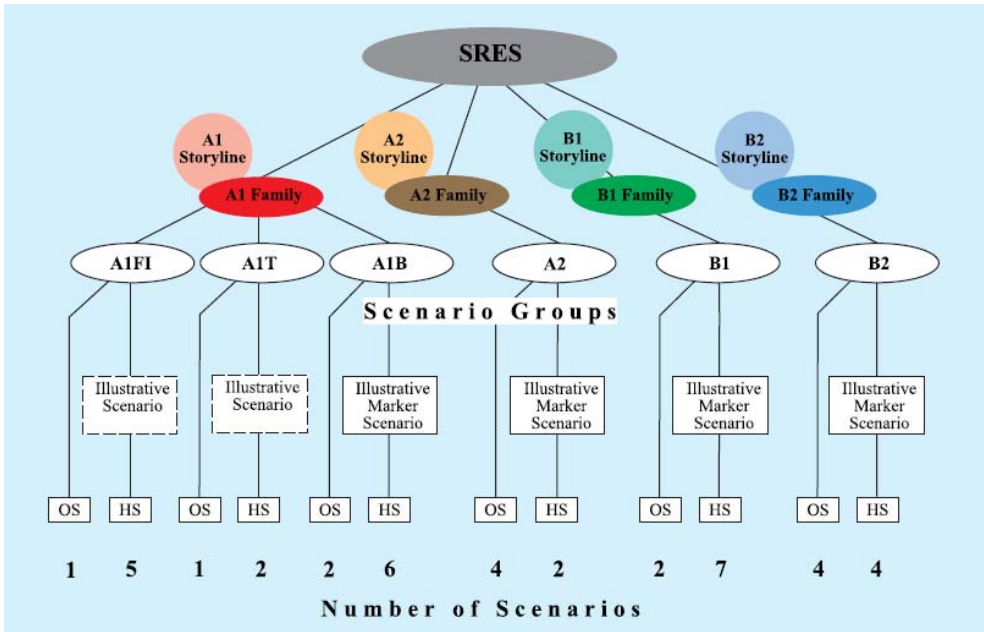 SRES
A1
Storyline
A2
Storyline
B1
Storyline
B2
Storyline
A1 Family
A2 Family
B1 Family
B2 Family
A1FI
A1T
A1B
A2
B1
B2
Scenario Groups
Illustrative
Scenario
Illustrative
Scenario
Illustrative
Marker
Scenario
Illustrative
Marker
Scenario
Illustrative
Marker
Scenario
Illustrative
Marker
Scenario
OS HS OS HS OS HS OS HS OS HS OS HS
1 5 1 2 2 6 4 2 2 7 4 4
Number of Scenarios